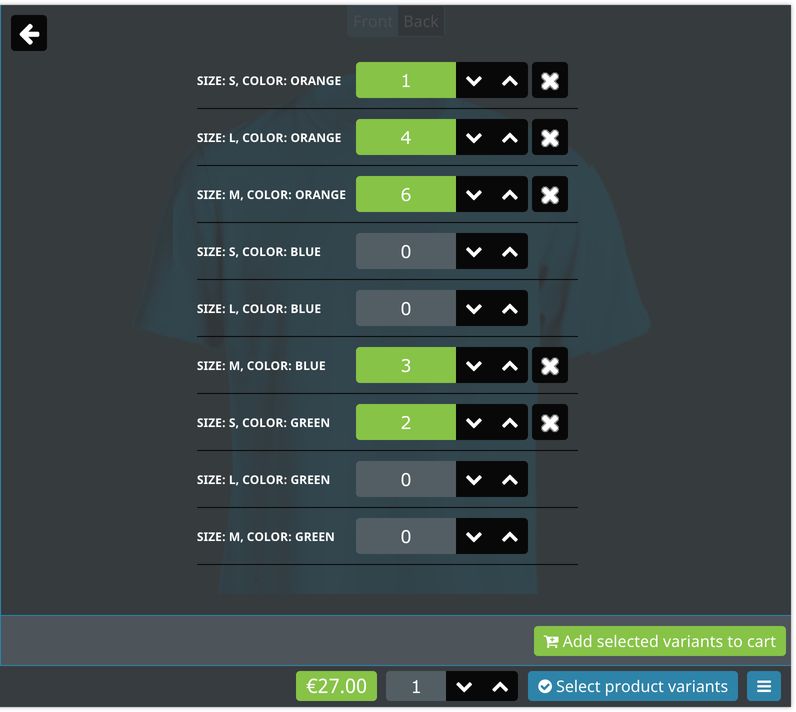 Front Back
SIZE: S, COLOR: ORANGE 1
SIZE: L, COLOR: ORANGE 4
SIZE: M, COLOR: ORANGE 6
SIZE: S, COLOR: BLUE 0
SIZE: L, COLOR: BLUE 0
SIZE: M, COLOR: BLUE 3
SIZE: S, COLOR: GREEN 2
SIZE: L, COLOR: GREEN 0
SIZE: M, COLOR: GREEN 0
Add selected variants to cart
€27.00 1 Select product variants